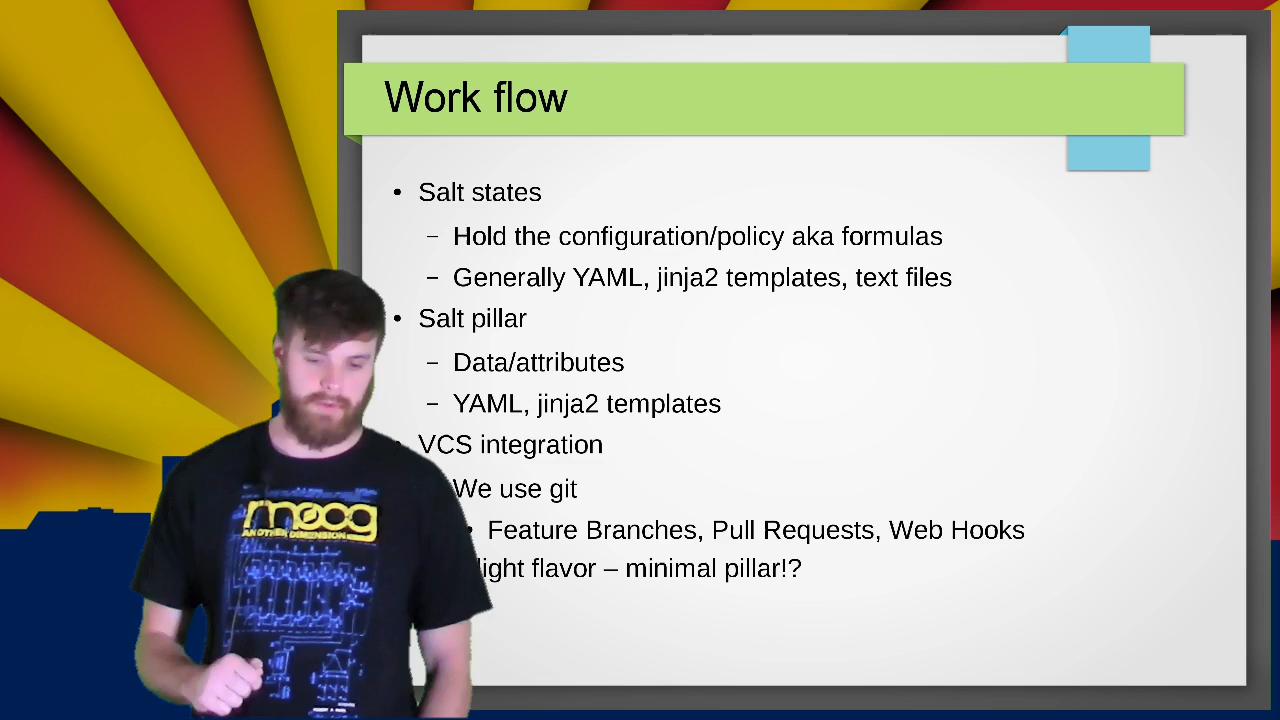 Work flow
• Salt states
– Hold the configuration/policy aka formulas
– Generally YAML, jinja2 templates, text files
• Salt pillar
– Data/attributes
– YAML, jinja2 templates
• VCS integration
We use git
• Feature Branches, Pull Requests, Web Hooks
flavor – minimal pillar!?
moog
ANOTHER DIMENSION